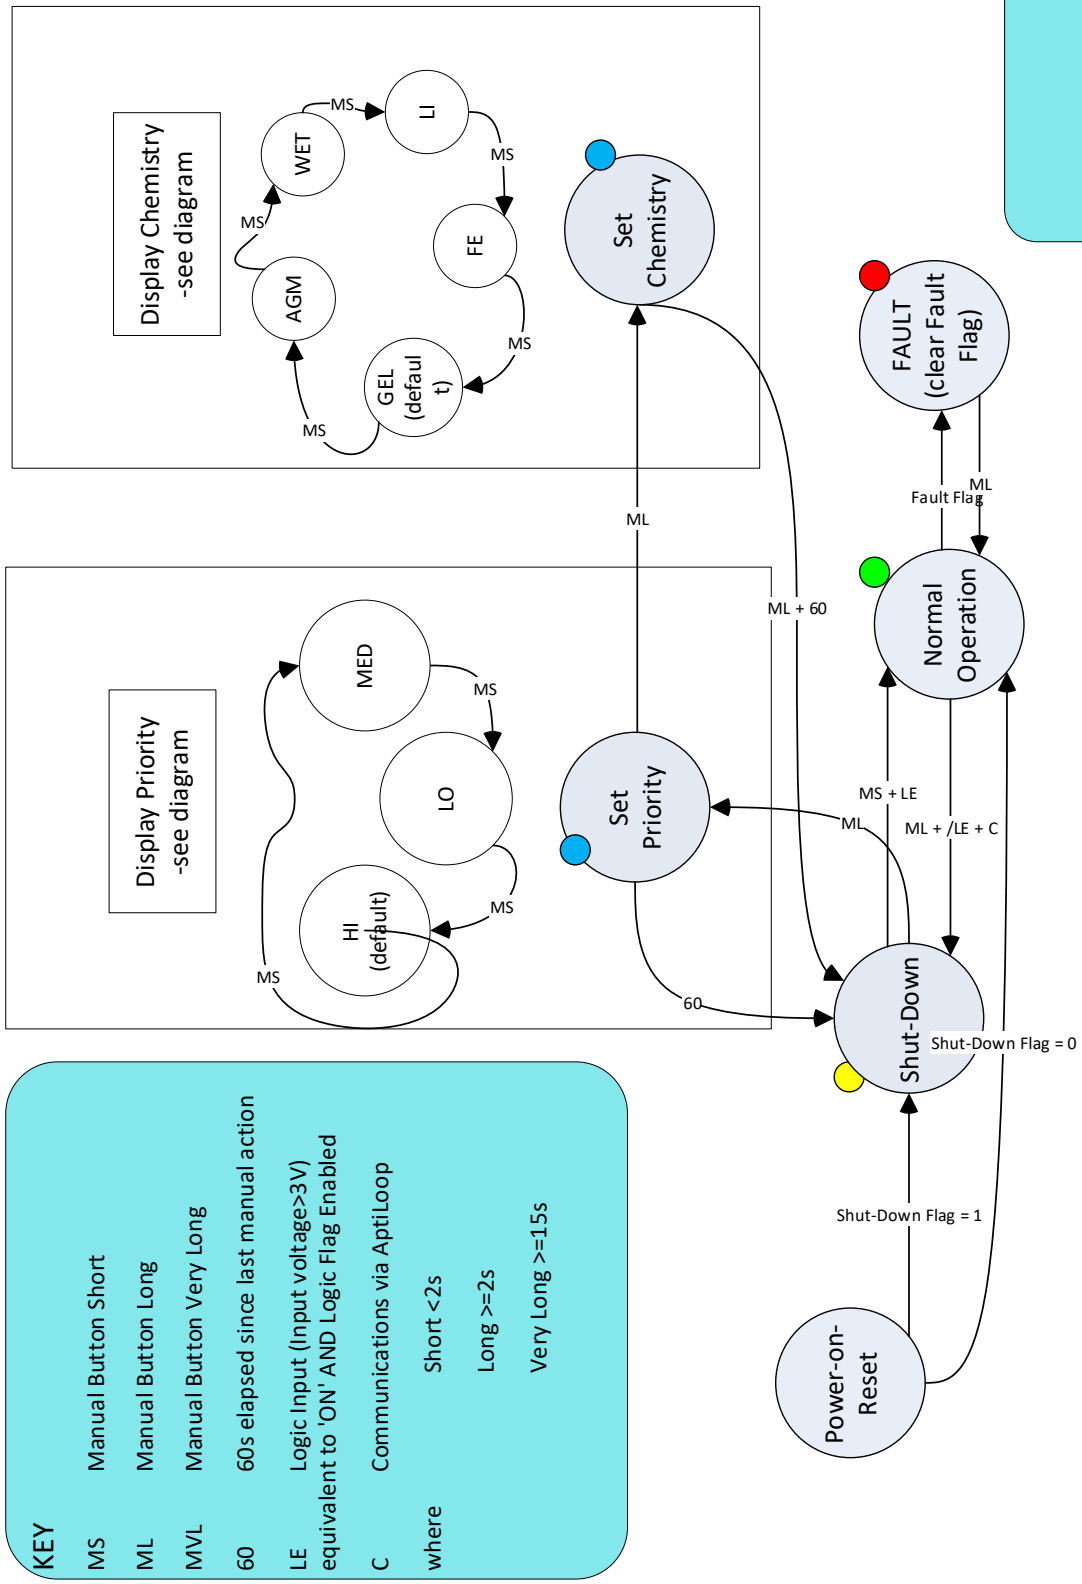 KEY
MS Manual Button Short
ML Manual Button Long
MVL Manual Button Very Long
60 60s elapsed since last manual action
LE Logic Input (Input voltage>3V)
equivalent to 'ON' AND Logic Flag Enabled
C Communications via AptiLoop
where Short <2s
Long >=2s
Very Long >=15s
Display Priority
-see diagram
MS
HI
(default)
MED
MS
LO
MS
Set
Priority
60
ML
Display Chemistry
-see diagram
AGM
MS
WET
MS
LI
MS
FE
MS
GEL
(defaul
t)
MS
Set
Chemistry
ML + 60
ML
Power-on-
Reset
Shut-Down Flag = 1
Shut-Down Flag = 0
Shut-Down
MS + LE
ML + /LE + C
Normal
Operation
Fault Flag
ML
FAULT
(clear Fault
Flag)